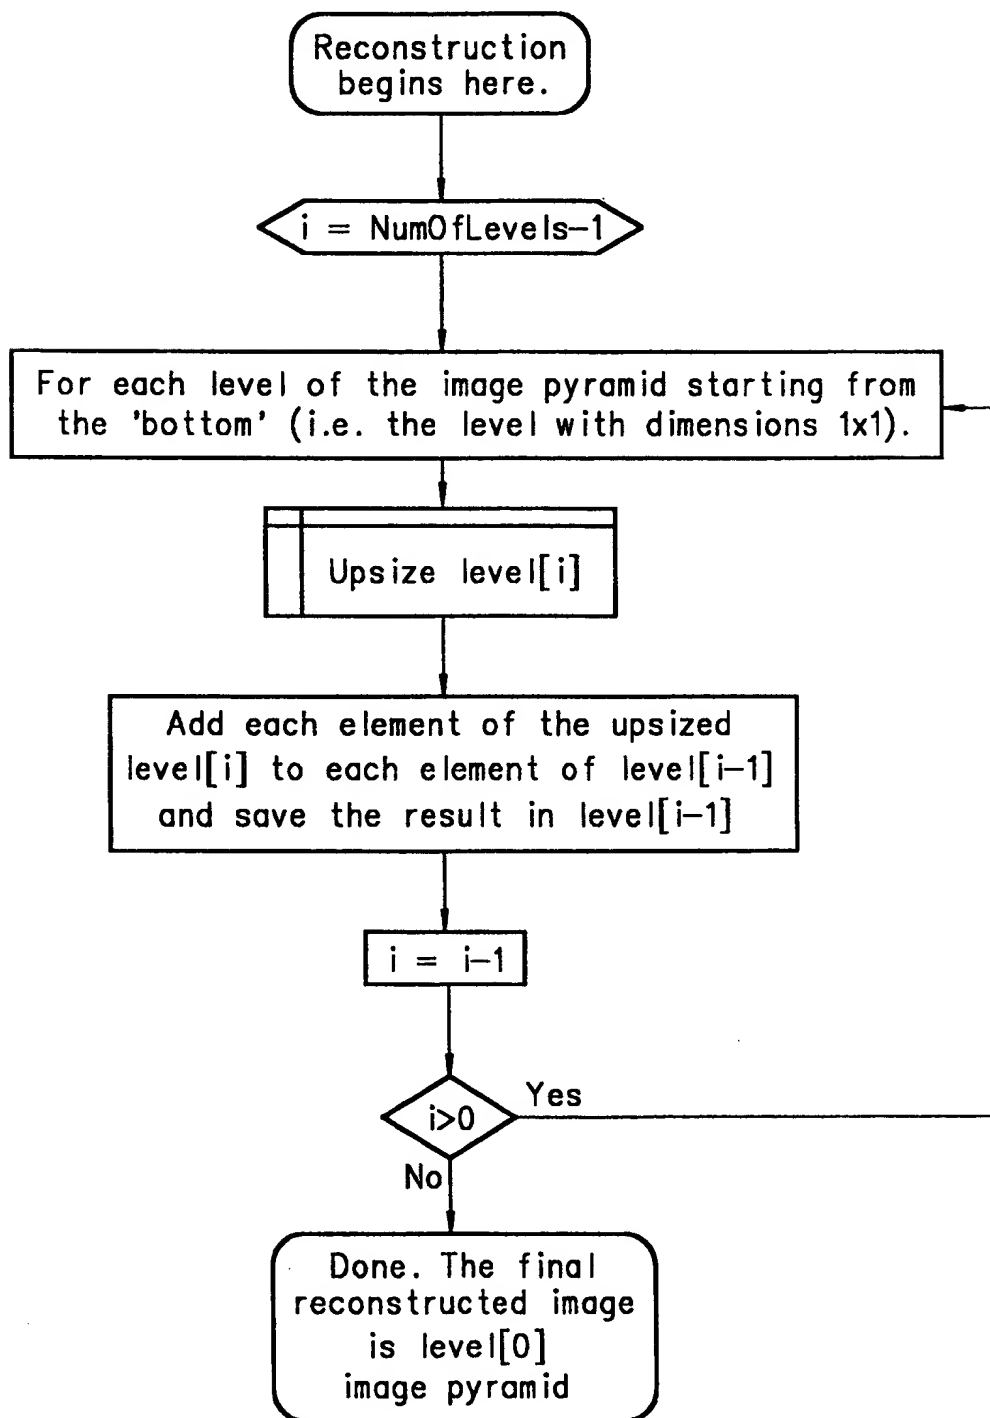 Reconstruction
begins here.
i = NumOfLevels-1
For each level of the image pyramid starting from
the 'bottom' (i.e. the level with dimensions 1x1).
Upsize level[i]
Add each element of the upsized
level[i] to each element of level[i-1]
and save the result in level[i-1]
i = i-1
i>0
Yes
No
Done. The final
reconstructed image
is level[0]
image pyramid